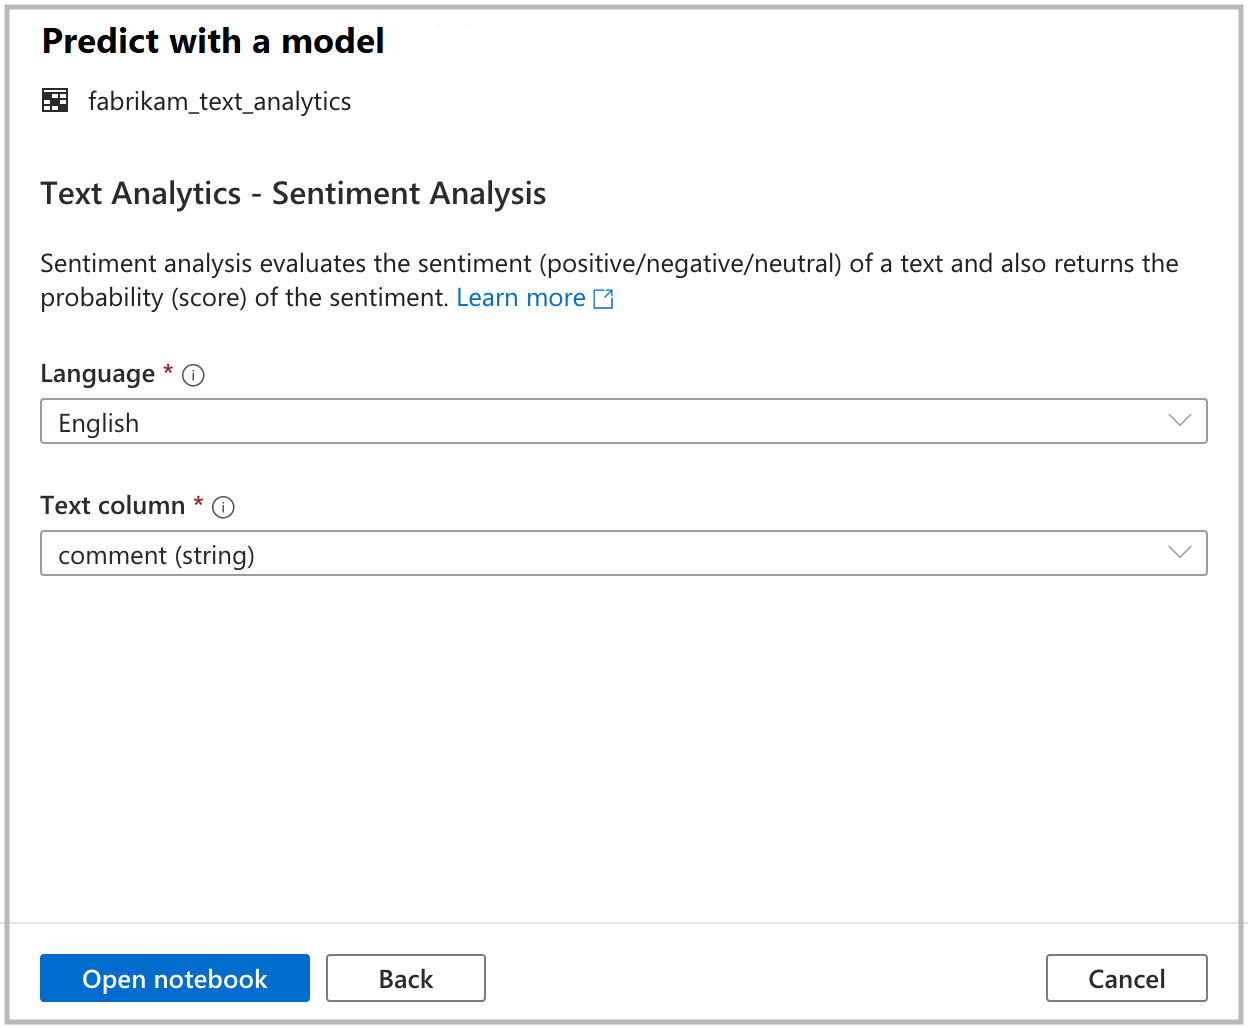 Predict with a model
fabrikam_text_analytics
Text Analytics - Sentiment Analysis
Sentiment analysis evaluates the sentiment (positive/negative/neutral) of a text and also returns the
probability (score) of the sentiment. Learn more
Language *
English
Text column *
comment (string)
Open notebook
Back
Cancel